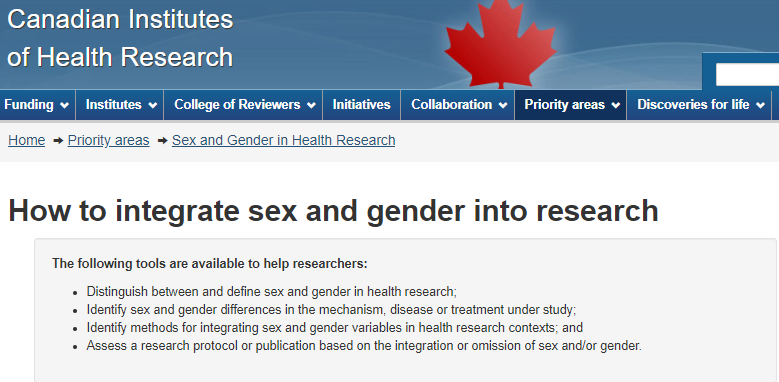 Canadian Institutes
of Health Research
Funding Institutes College of Reviewers Initiatives Collaboration Priority areas Discoveries for life
Home → Priority areas → Sex and Gender in Health Research
How to integrate sex and gender into research
The following tools are available to help researchers:
• Distinguish between and define sex and gender in health research;
• Identify sex and gender differences in the mechanism, disease or treatment under study;
• Identify methods for integrating sex and gender variables in health research contexts; and
• Assess a research protocol or publication based on the integration or omission of sex and/or gender.